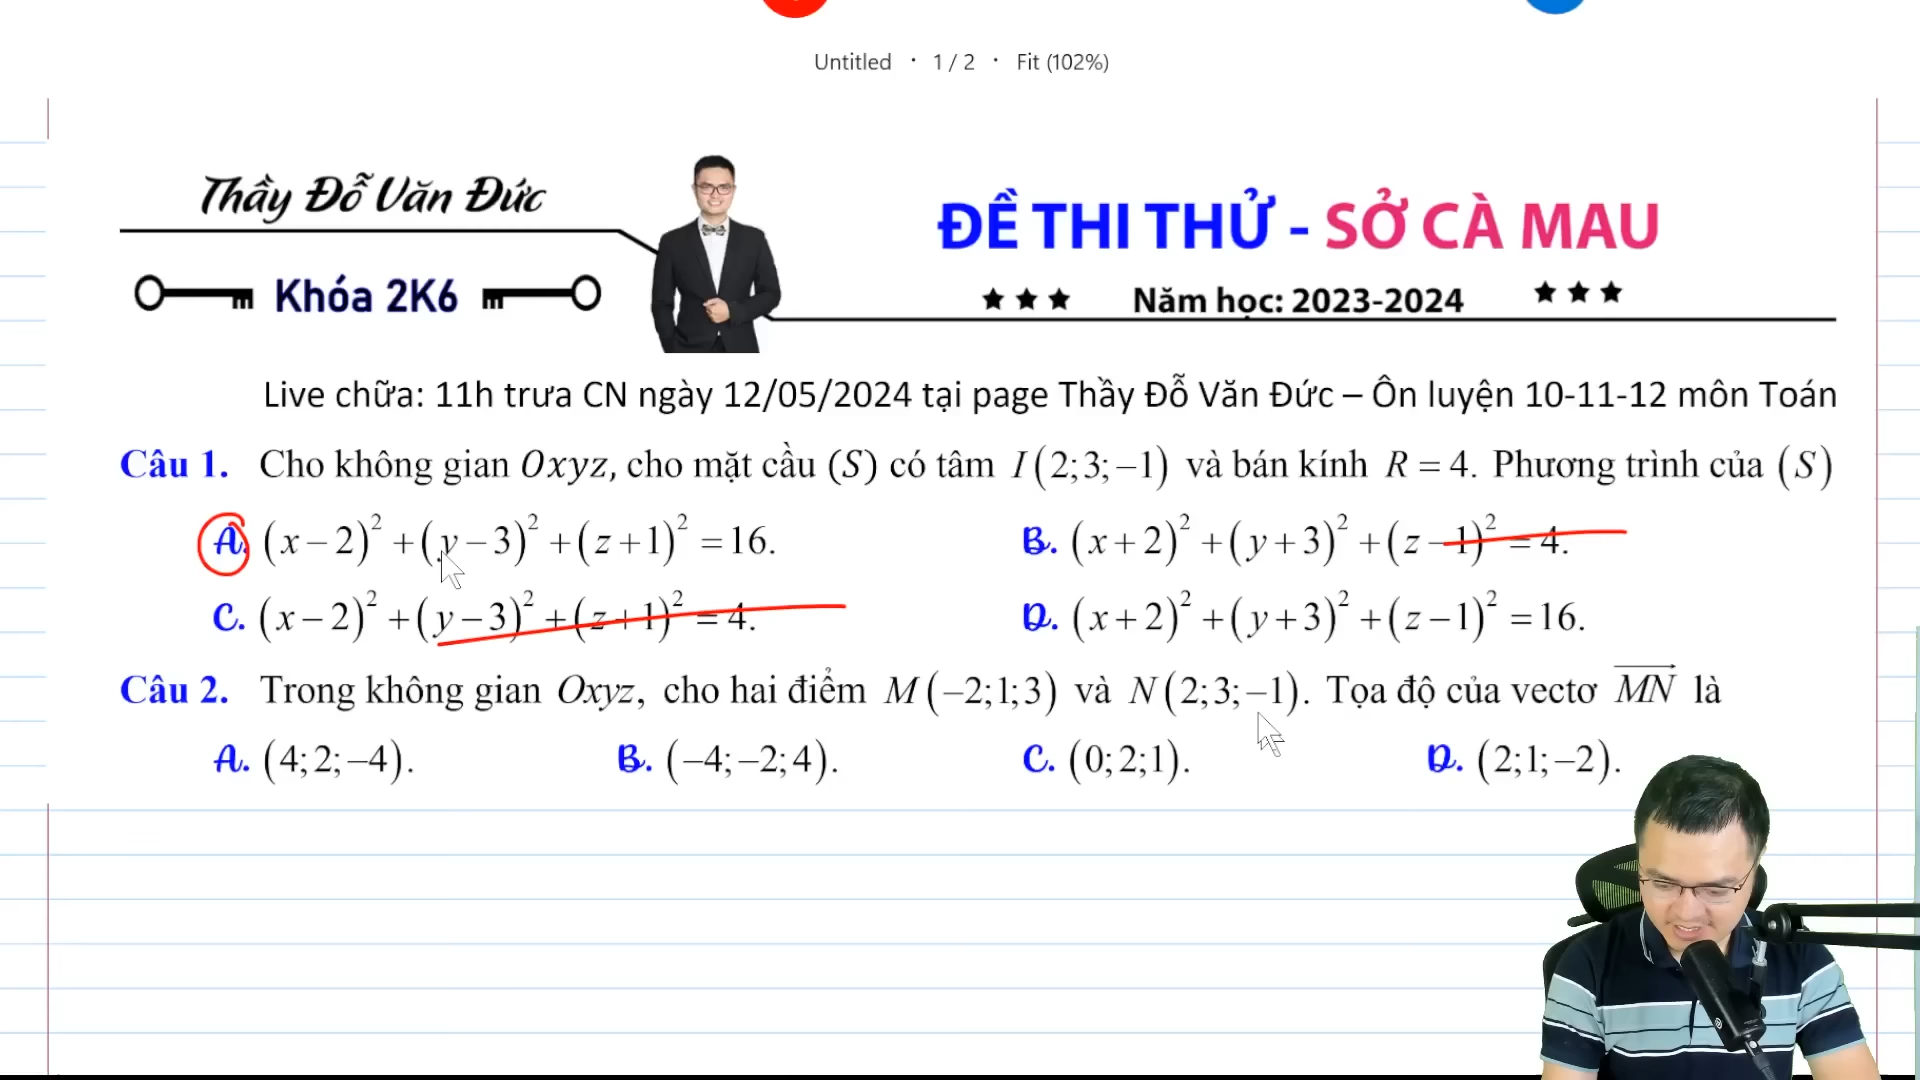 Untitled • 1 / 2 • Fit (102%)
Thầy Đỗ Văn Đức
Khóa 2K6
ĐỀ THI THỬ - SỞ CÀ MAU
★★★ Năm học: 2023-2024 ★★★
Live chữa: 11h trưa CN ngày 12/05/2024 tại page Thầy Đỗ Văn Đức – Ôn luyện 10-11-12 môn Toán
Câu 1. Cho không gian Oxyz, cho mặt cầu (S) có tâm I(2;3;−1) và bán kính R = 4. Phương trình của (S)
A. (x−2)² + (y−3)² + (z+1)² = 16. B. (x+2)² + (y+3)² + (z−1)² = 4.
C. (x−2)² + (y−3)² + (z+1)² = 4. D. (x+2)² + (y+3)² + (z−1)² = 16.
Câu 2. Trong không gian Oxyz, cho hai điểm M(−2;1;3) và N(2;3;−1). Tọa độ của vectơ MN⃗ là
A. (4;2;−4). B. (−4;−2;4). C. (0;2;1). D. (2;1;−2).